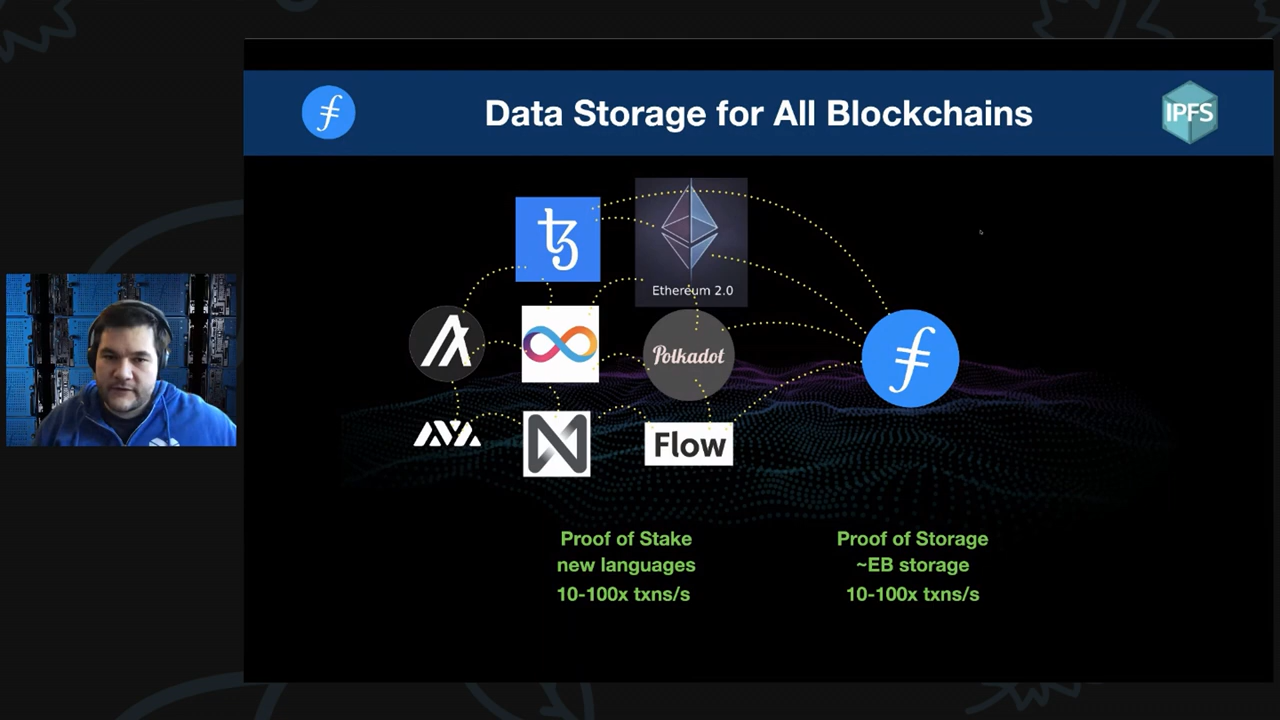 Data Storage for All Blockchains
IPFS
Ethereum 2.0
Polkadot
Flow
Proof of Stake
new languages
10-100x txns/s
Proof of Storage
~EB storage
10-100x txns/s